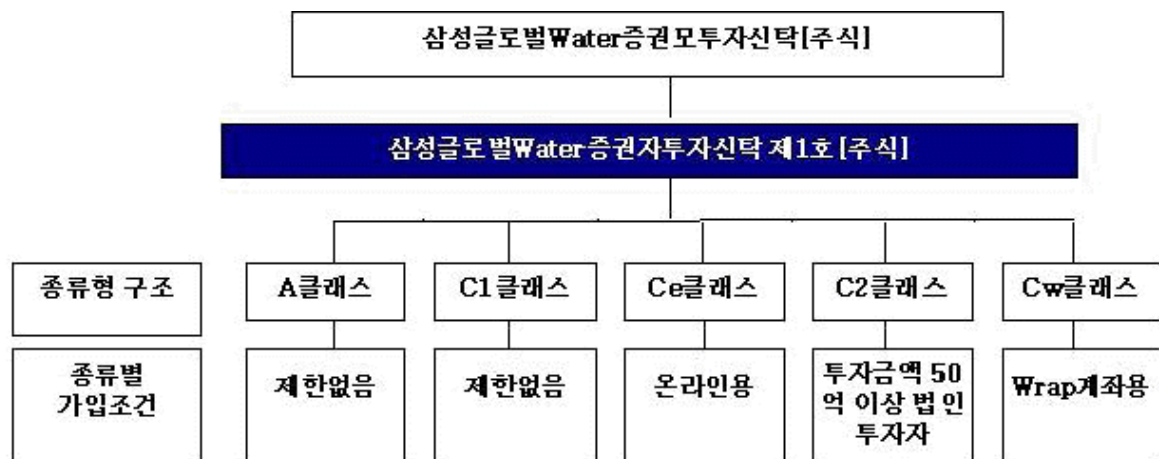 삼성글로벌Water증권모투자신탁[주식]
삼성글로벌Water증권자투자신탁 제1호[주식]
종류형 구조
A클래스
C1클래스
Ce클래스
C2클래스
Cw클래스
종류별
가입조건
제한없음
제한없음
온라인용
투자금액 50
억 이상 법인
투자자
Wrap계좌용